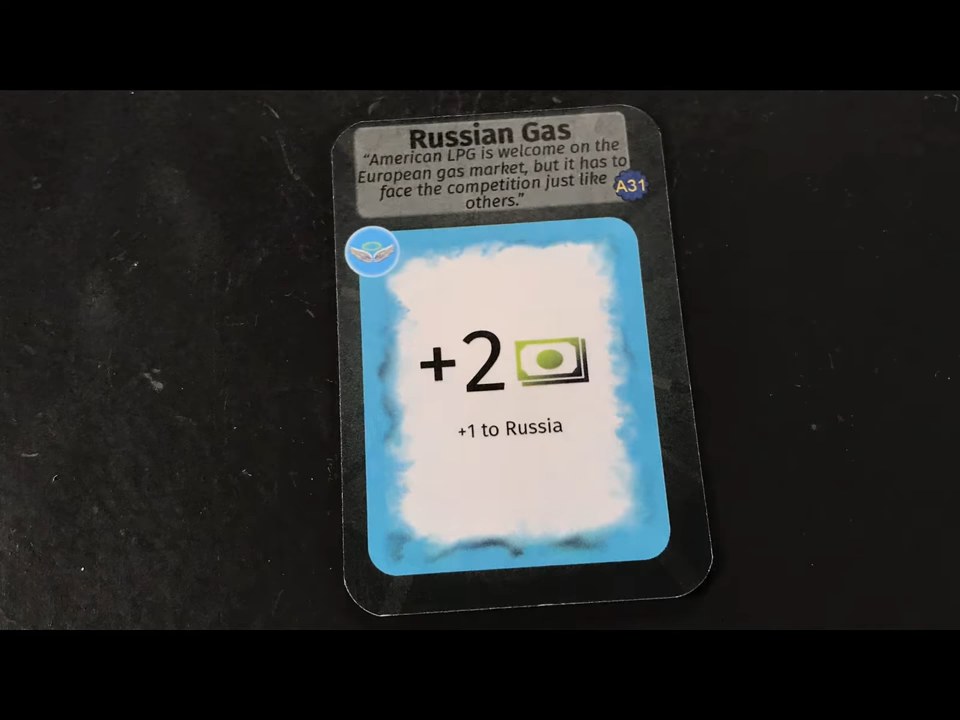 Russian Gas
“American LPG is welcome on the
European gas market, but it has to
face the competition just like
others.”
A31
+2
+1 to Russia